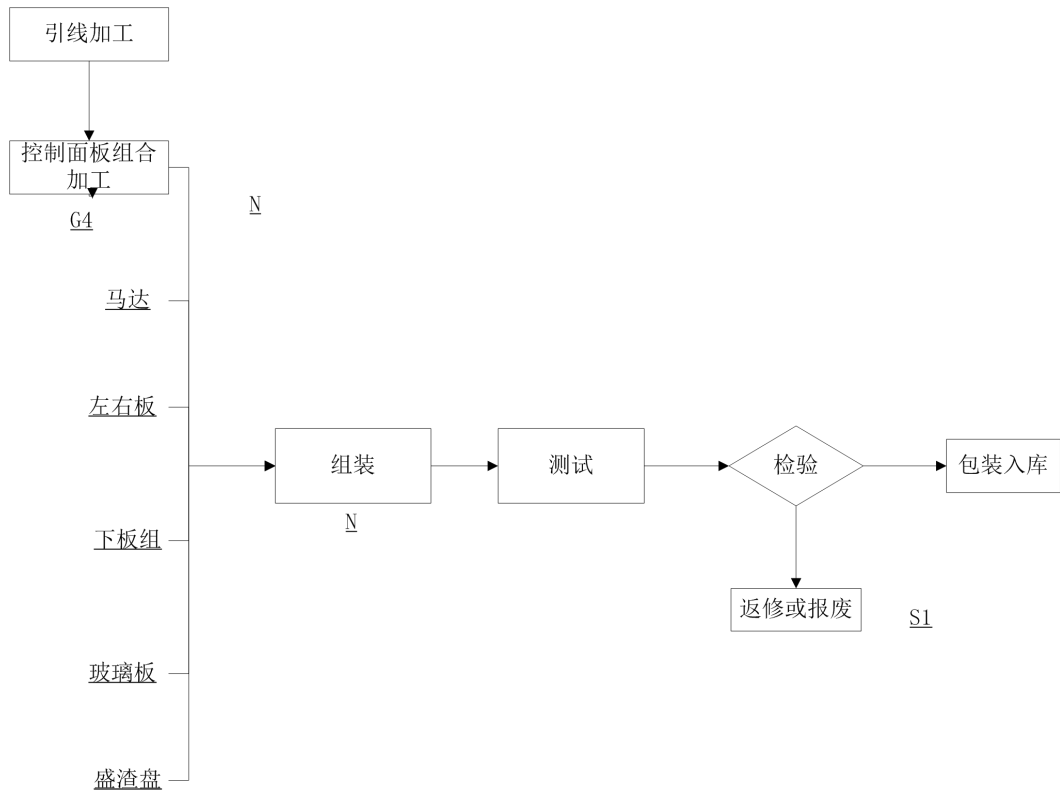 引线加工
控制面板组合
加工
G4
N
马达
左右板
组装
测试
检验
包装入库
N
下板组
返修或报废
S1
玻璃板
盛渣盘